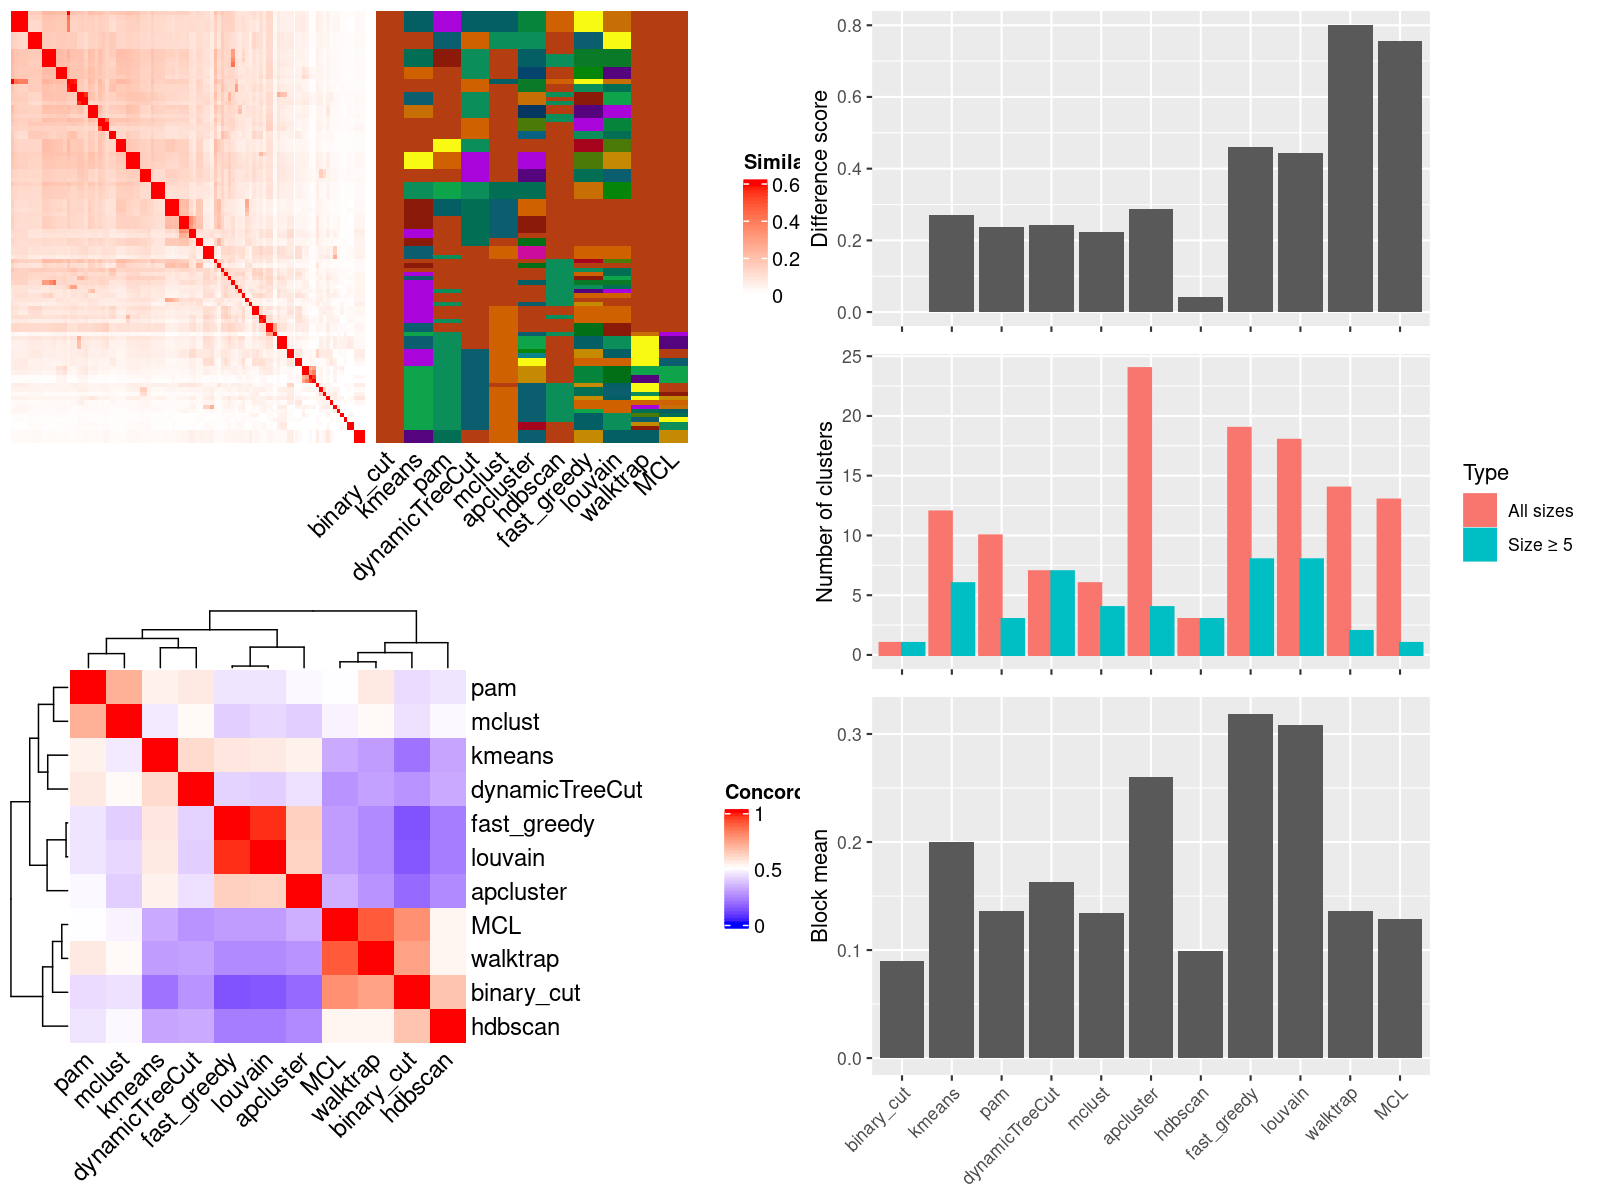 Simila
0.6
0.4
0.2
0
binary_cut
kmeans
pam
dynamicTreeCut
mclust
apcluster
hdbscan
fast_greedy
louvain
walktrap
MCL
pam
mclust
kmeans
dynamicTreeCut
fast_greedy
louvain
apcluster
MCL
walktrap
binary_cut
hdbscan
pam
mclust
kmeans
dynamicTreeCut
fast_greedy
louvain
apcluster
MCL
walktrap
binary_cut
hdbscan
Concord
1
0.5
0
Difference score
0.8
0.6
0.4
0.2
0.0
Number of clusters
25
20
15
10
5
0
Type
All sizes
Size ≥ 5
Block mean
0.3
0.2
0.1
0.0
binary_cut
kmeans
pam
dynamicTreeCut
mclust
apcluster
hdbscan
fast_greedy
louvain
walktrap
MCL